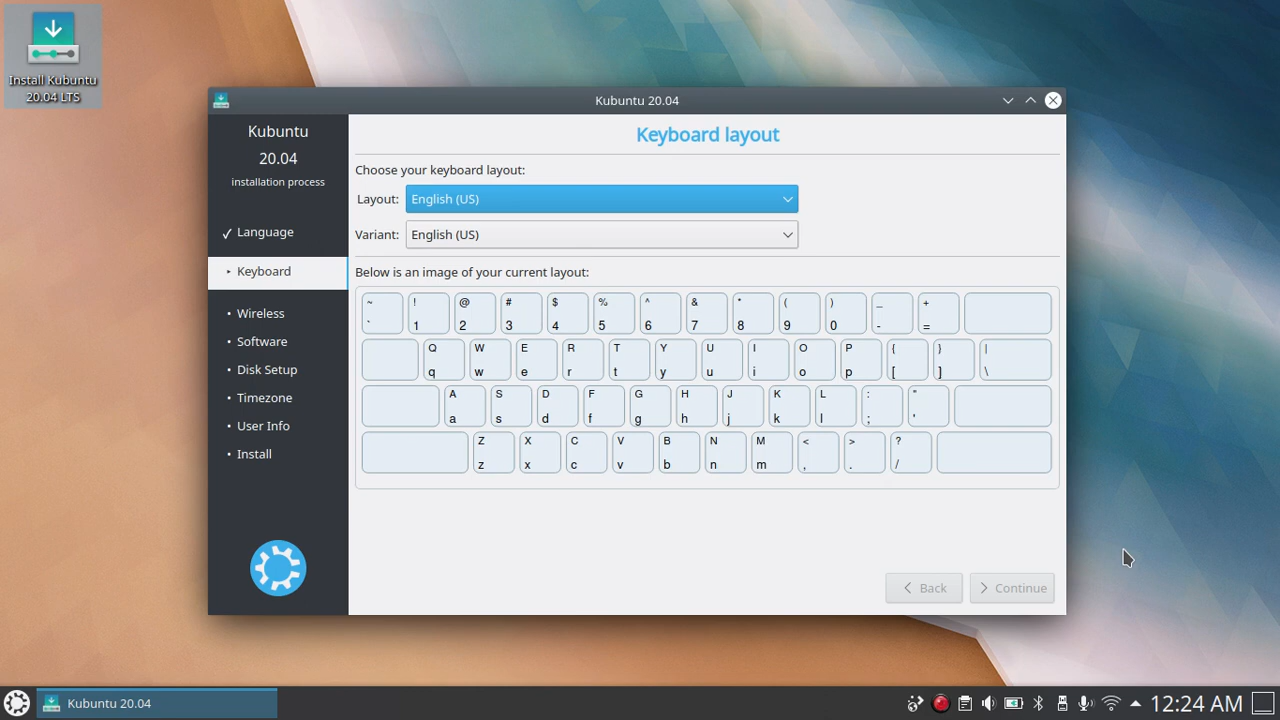 Install Kubuntu
20.04 LTS
Kubuntu 20.04
Kubuntu
20.04
installation process
✓ Language
▸ Keyboard
• Wireless
• Software
• Disk Setup
• Timezone
• User Info
• Install
Keyboard layout
Choose your keyboard layout:
Layout: English (US)
Variant: English (US)
Below is an image of your current layout:
~ ! @ # $ % ^ & * ( ) _ +
` 1 2 3 4 5 6 7 8 9 0 - =
Q W E R T Y U I O P { } |
q w e r t y u i o p [ ] \
A S D F G H J K L : "
a s d f g h j k l ; '
Z X C V B N M < > ?
z x c v b n m , . /
Back
Continue
Kubuntu 20.04
12:24 AM